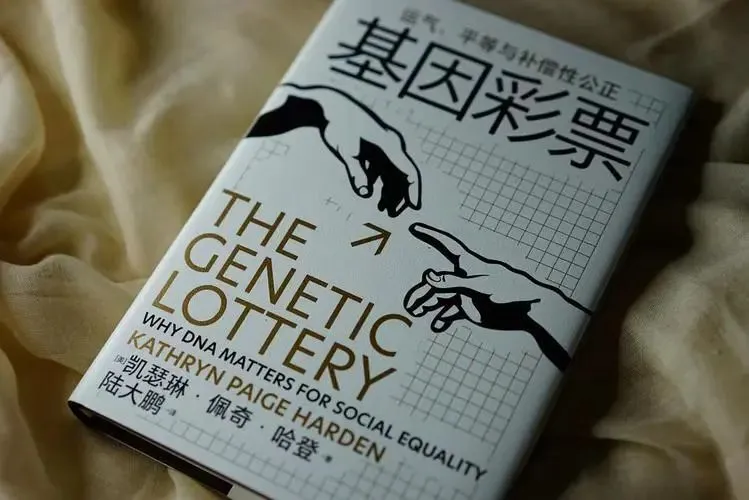 运气、平等与补偿性公正
基因彩票
THE
GENETIC
LOTTERY
WHY DNA MATTERS FOR SOCIAL EQUALITY
KATHRYN PAIGE HARDEN
[美]凯瑟琳·佩奇·哈登 著
陆大鹏 译